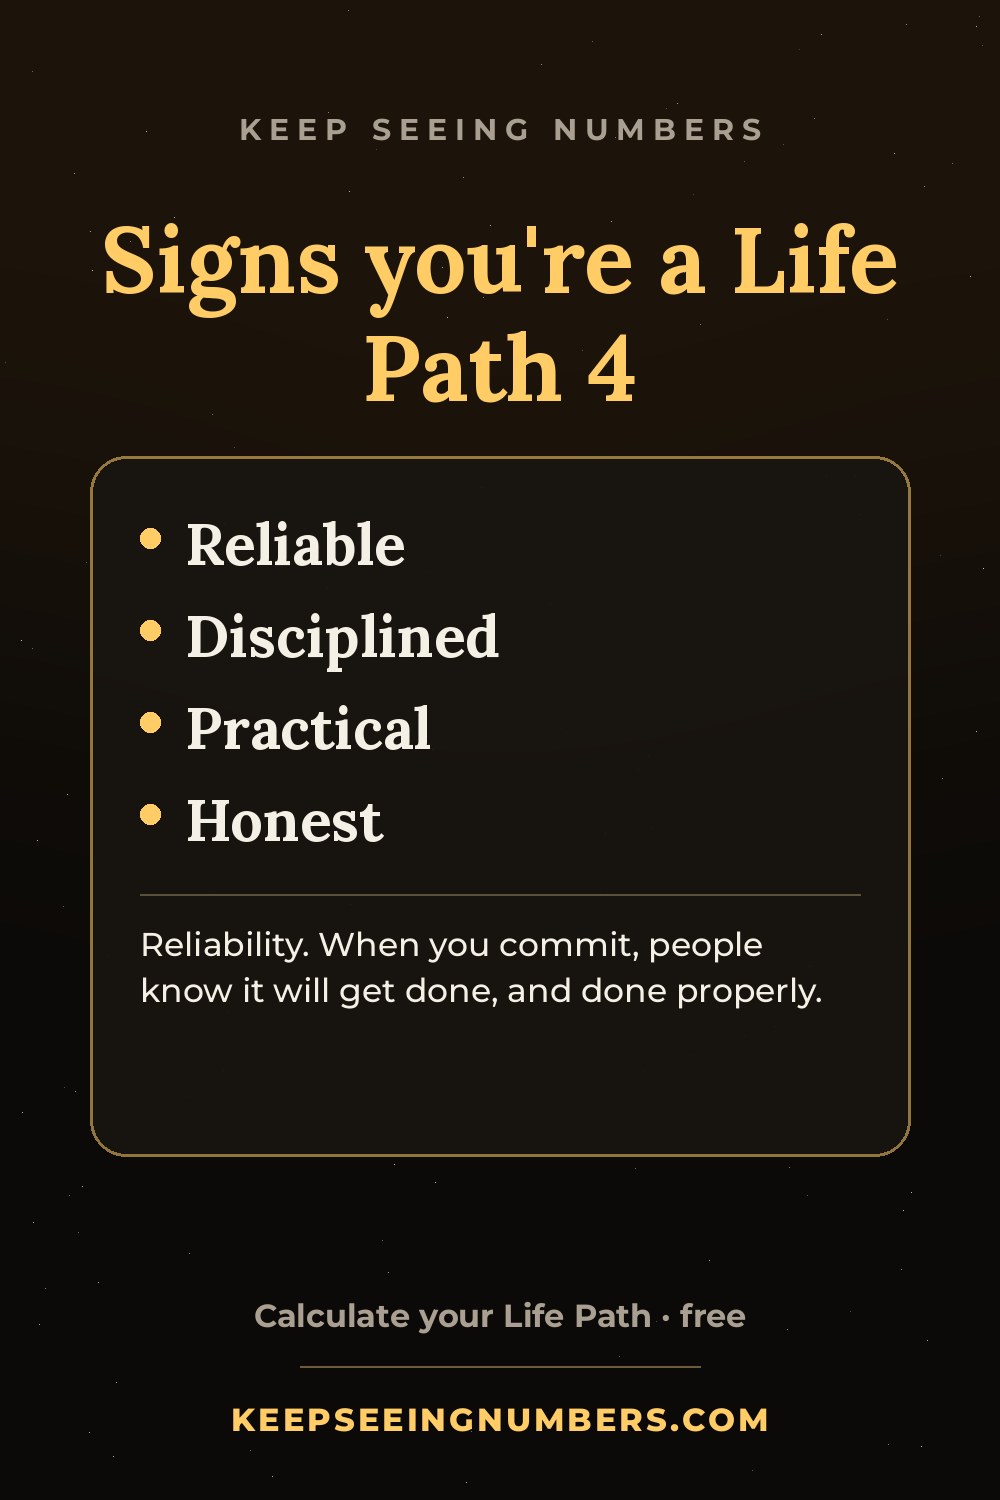 KEEP SEEING NUMBERS
Signs you're a Life
Path 4
Reliable
Disciplined
Practical
Honest
Reliability. When you commit, people
know it will get done, and done properly.
Calculate your Life Path · free
KEEPSEEINGNUMBERS.COM